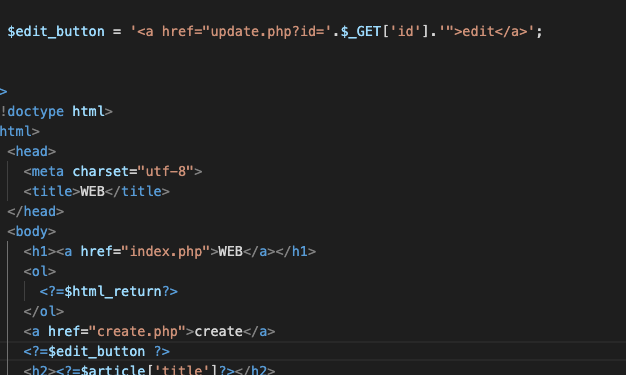 $edit_button = '<a href="update.php?id='.$_GET['id'].'">edit</a>';
>
!doctype html>
html>
<head>
<meta charset="utf-8">
<title>WEB</title>
</head>
<body>
<h1><a href="index.php">WEB</a></h1>
<ol>
<?=$html_return?>
</ol>
<a href="create.php">create</a>
<?=$edit_button ?>
<h2><?=$article['title']?></h2>